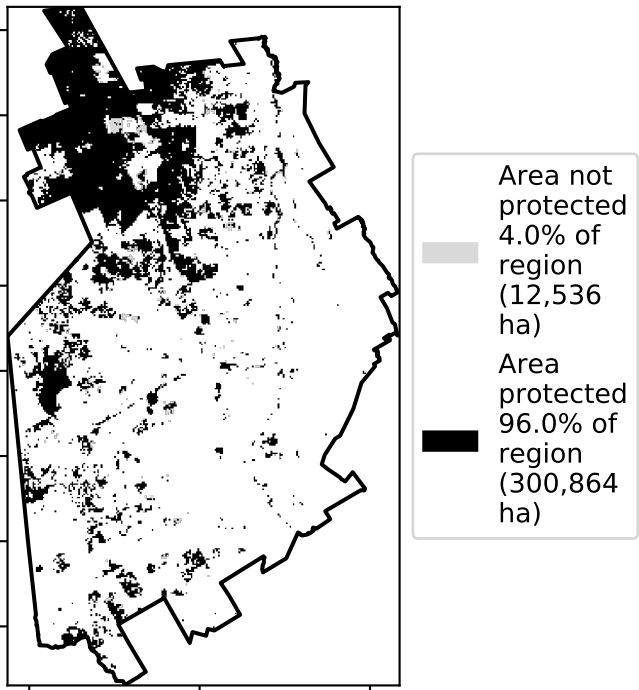 Area not
protected
4.0% of
region
(12,536
ha)
Area
protected
96.0% of
region
(300,864
ha)